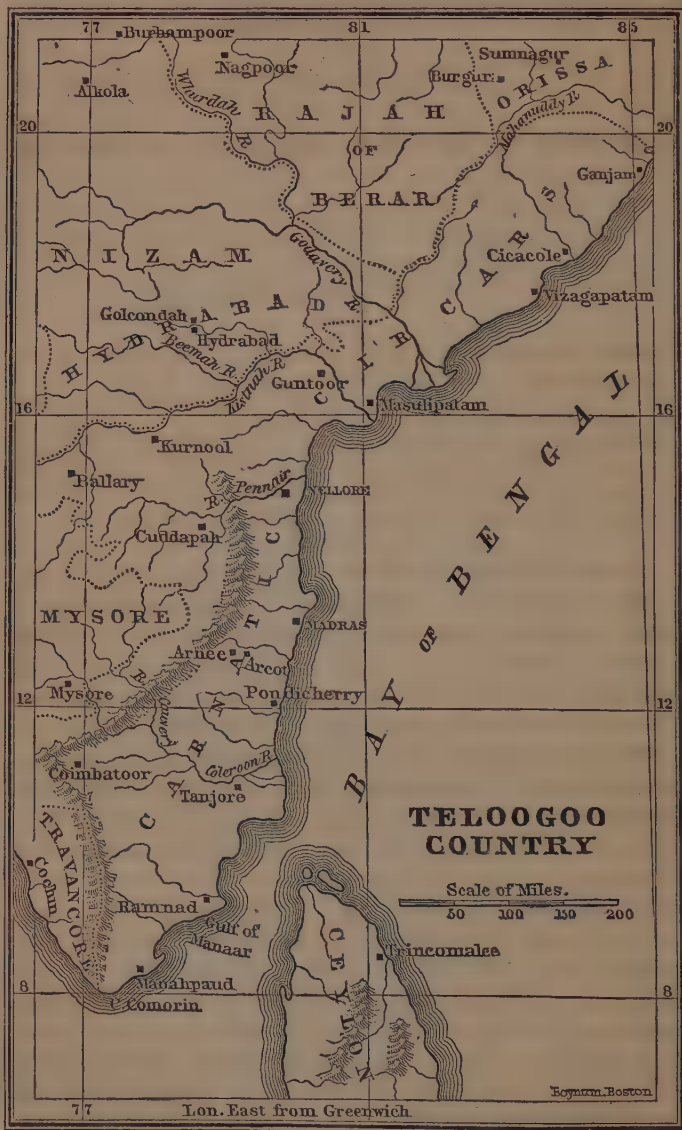 77
81
85
Burhampoor
Nagpoor
Sumnagur
Burgur
Alkola
ORISSA
Whurdah R
RAJAH
OF
BERAR
20
20
Mahanuddy R
Ganjam
NIZAM
Godavery R
Cicacole
Vizagapatam
CIRCARS
Golcondah
HYDRABAD
Hydrabad
Beemah R.
Kistnah R
Guntoor
Masulipatam
16
16
Kurnool
Ballary
R Pennair
NELLORE
Cuddapah
MYSORE
MADRAS
Arnee
Arcot
Mysore
R Cauvery
Pondicherry
12
12
CARNATIC
BAY OF BENGAL
Coimbatoor
Coleroon R
Tanjore
TELOOGOO
COUNTRY
Scale of Miles.
50 100 150 200
TRAVANCORE
Cochin
Ramnad
Gulf of
Manaar
CEYLON
Trincomalee
Manahpaud
C Comorin
8
8
77
Lon. East from Greenwich
Boynum. Boston